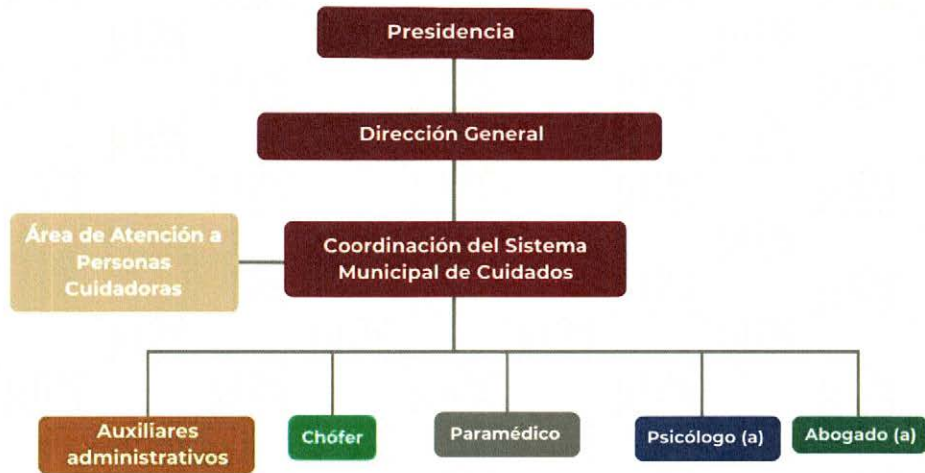 Presidencia
Dirección General
Área de Atención a
Personas
Cuidadoras
Coordinación del Sistema
Municipal de Cuidados
Auxiliares
administrativos
Chófer
Paramédico
Psicólogo (a)
Abogado (a)